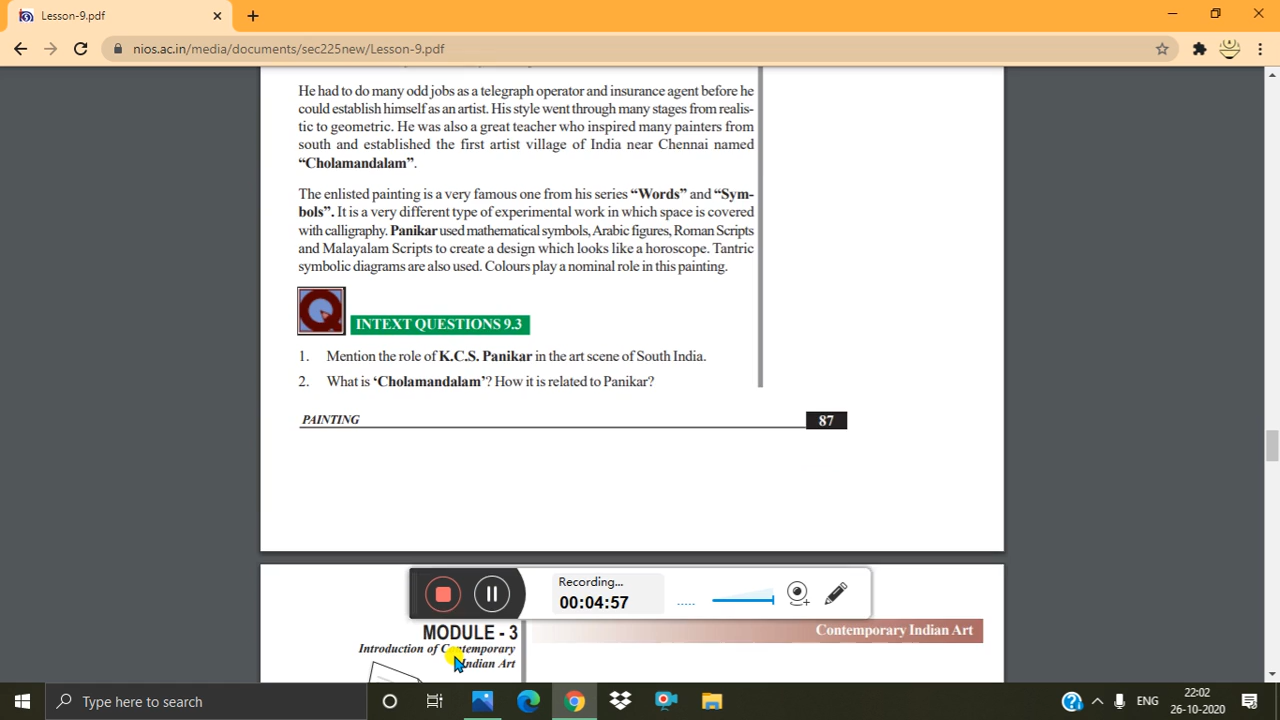 Lesson-9.pdf
nios.ac.in/media/documents/sec225new/Lesson-9.pdf
He had to do many odd jobs as a telegraph operator and insurance agent before he
could establish himself as an artist. His style went through many stages from realis-
tic to geometric. He was also a great teacher who inspired many painters from
south and established the first artist village of India near Chennai named
“Cholamandalam”.
The enlisted painting is a very famous one from his series “Words” and “Sym-
bols”. It is a very different type of experimental work in which space is covered
with calligraphy. Panikar used mathematical symbols, Arabic figures, Roman Scripts
and Malayalam Scripts to create a design which looks like a horoscope. Tantric
symbolic diagrams are also used. Colours play a nominal role in this painting.
Q
INTEXT QUESTIONS 9.3
1. Mention the role of K.C.S. Panikar in the art scene of South India.
2. What is ‘Cholamandalam’? How it is related to Panikar?
PAINTING 87
Recording...
00:04:57
MODULE - 3
Contemporary Indian Art
Introduction of Contemporary
Indian Art
Type here to search
ENG
22:02
26-10-2020